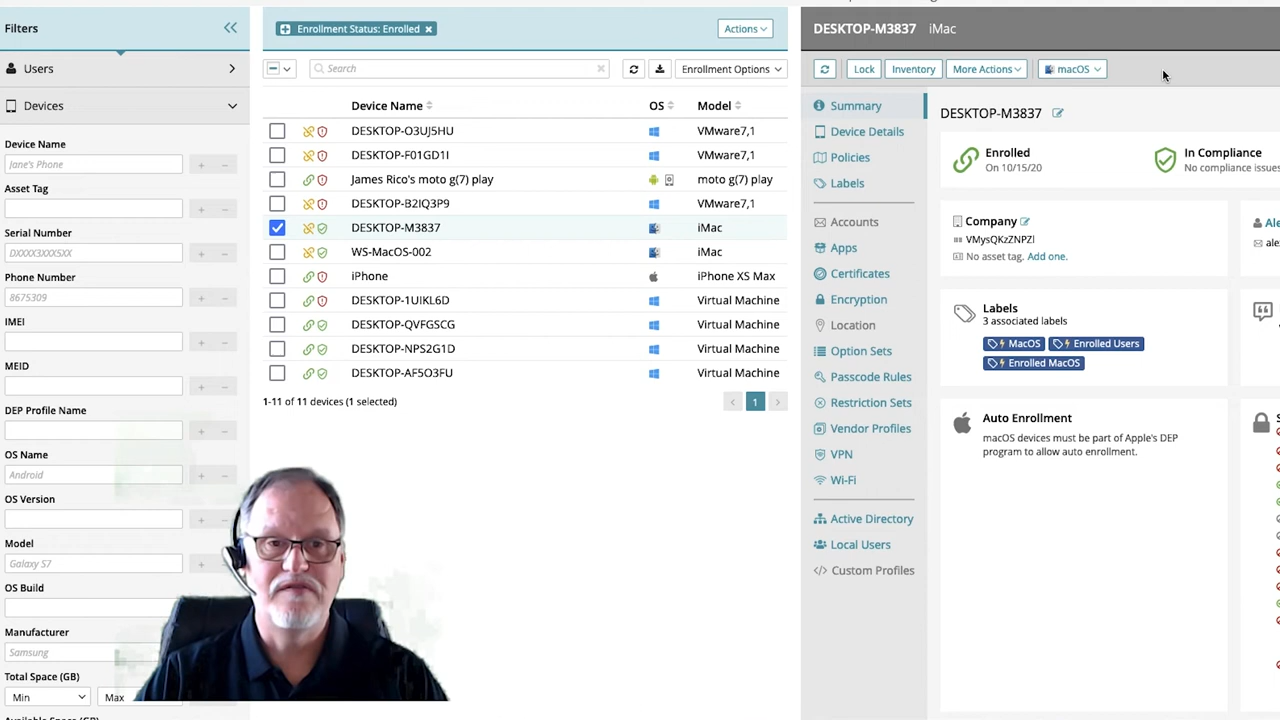 Filters
Users
Devices
Device Name
Jane's Phone
+ −
Asset Tag
+ −
Serial Number
DXXXX3XXX5XX
+ −
Phone Number
8675309
+ −
IMEI
+ −
MEID
+ −
DEP Profile Name
+ −
OS Name
Android
+ −
OS Version
+ −
Model
Galaxy S7
+ −
OS Build
Manufacturer
Samsung
Total Space (GB)
Min Max
Enrollment Status: Enrolled ×
Actions
Search
Enrollment Options
Device Name OS Model
DESKTOP-O3UJ5HU VMware7,1
DESKTOP-F01GD1I VMware7,1
James Rico's moto g(7) play moto g(7) play
DESKTOP-B2IQ3P9 VMware7,1
DESKTOP-M3837 iMac
WS-MacOS-002 iMac
iPhone iPhone XS Max
DESKTOP-1UIKL6D Virtual Machine
DESKTOP-QVFGSCG Virtual Machine
DESKTOP-NPS2G1D Virtual Machine
DESKTOP-AF5O3FU Virtual Machine
1-11 of 11 devices (1 selected)
< 1 >
DESKTOP-M3837 iMac
Lock Inventory More Actions macOS
Summary
Device Details
Policies
Labels
Accounts
Apps
Certificates
Encryption
Location
Option Sets
Passcode Rules
Restriction Sets
Vendor Profiles
VPN
Wi-Fi
Active Directory
Local Users
</> Custom Profiles
DESKTOP-M3837
Enrolled
On 10/15/20
In Compliance
No compliance issues
Company
VMysQKzZNPZl
No asset tag. Add one.
Labels
3 associated labels
MacOS Enrolled Users
Enrolled MacOS
Auto Enrollment
macOS devices must be part of Apple's DEP
program to allow auto enrollment.